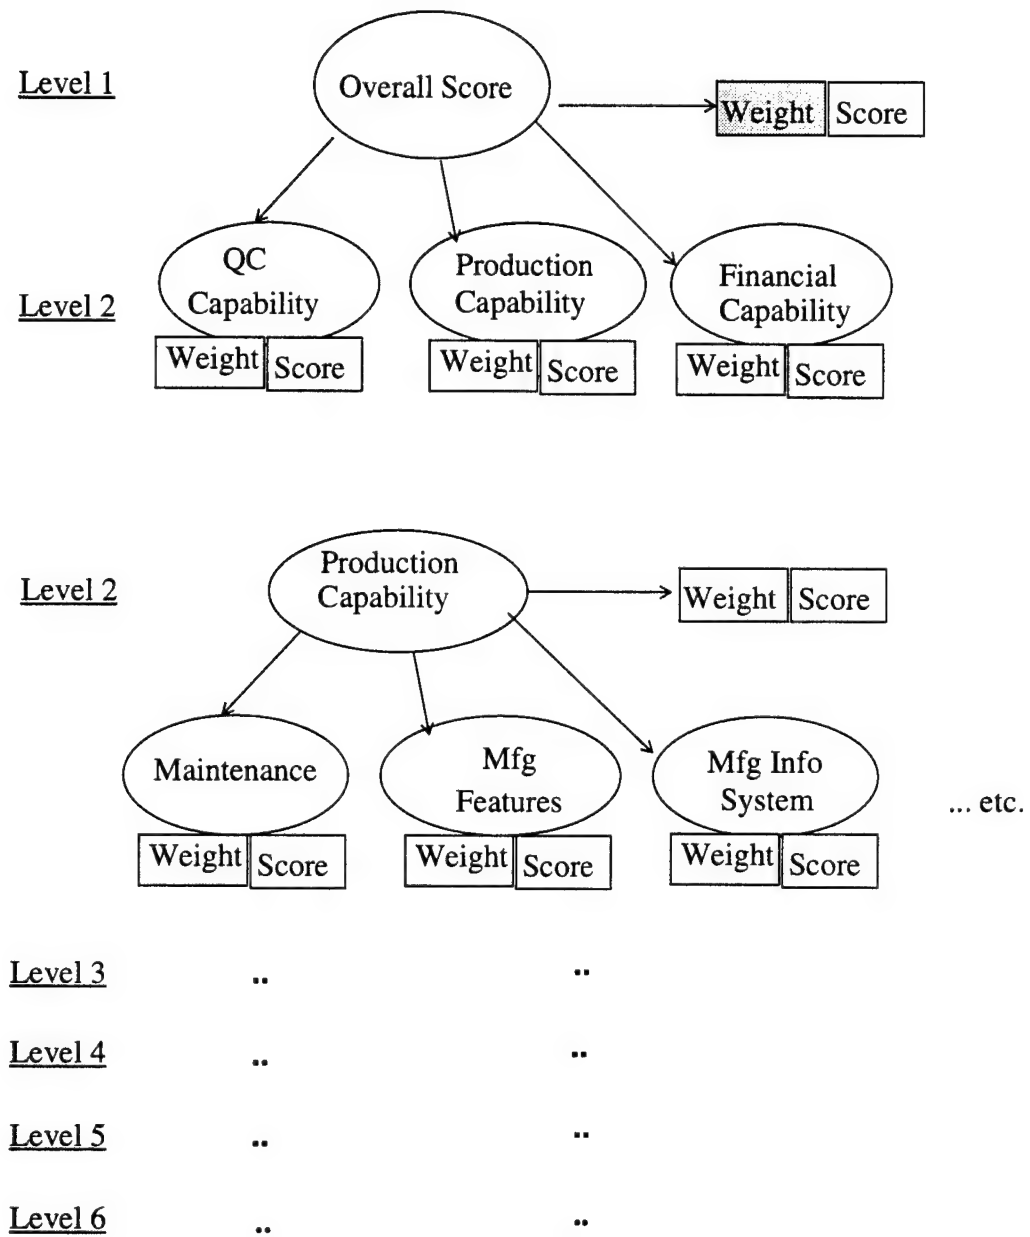 Level 1
Overall Score
Weight Score
Level 2
QC
Capability
Weight Score
Production
Capability
Weight Score
Financial
Capability
Weight Score
Level 2
Production
Capability
Weight Score
Maintenance
Weight Score
Mfg
Features
Weight Score
Mfg Info
System
Weight Score
... etc.
Level 3 .. ..
Level 4 .. ..
Level 5 .. ..
Level 6 .. ..